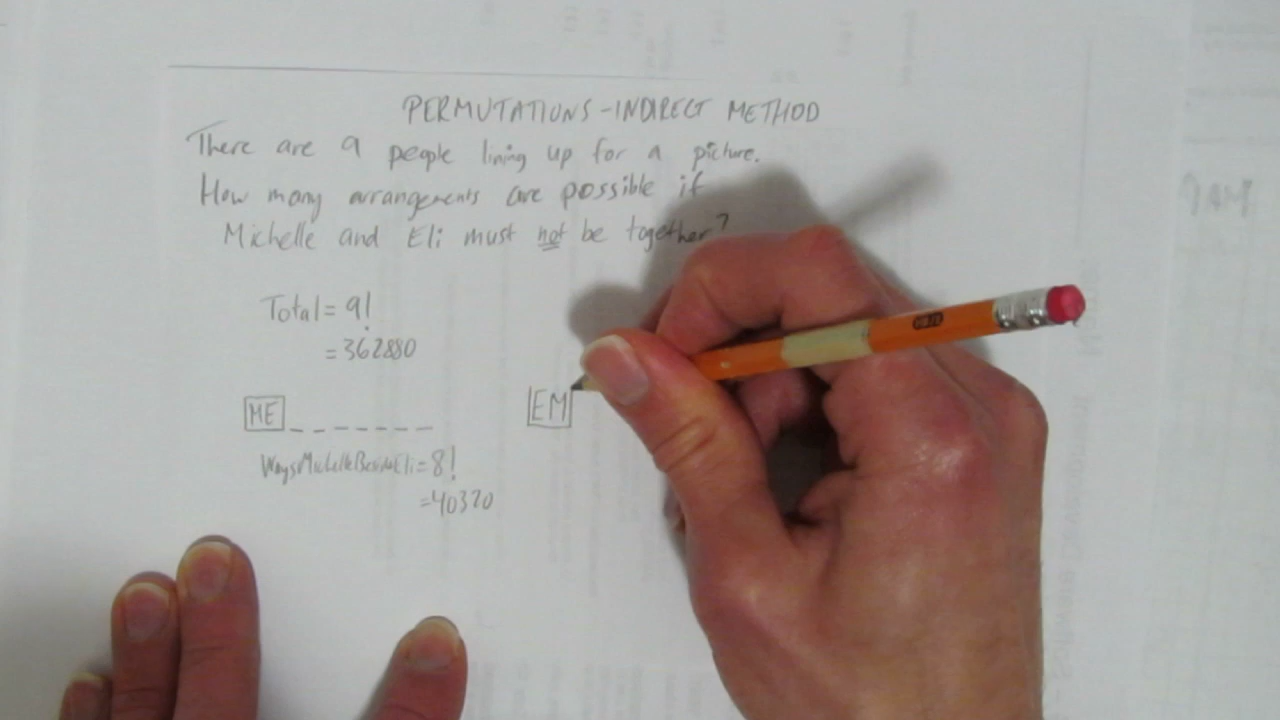 PERMUTATIONS - INDIRECT METHOD
There are 9 people lining up for a picture.
How many arrangements are possible if
Michelle and Eli must not be together?
Total = 9!
= 362880
ME _ _ _ _ _ _ _
EM
WaysMichelleBesideEli = 8!
= 40320